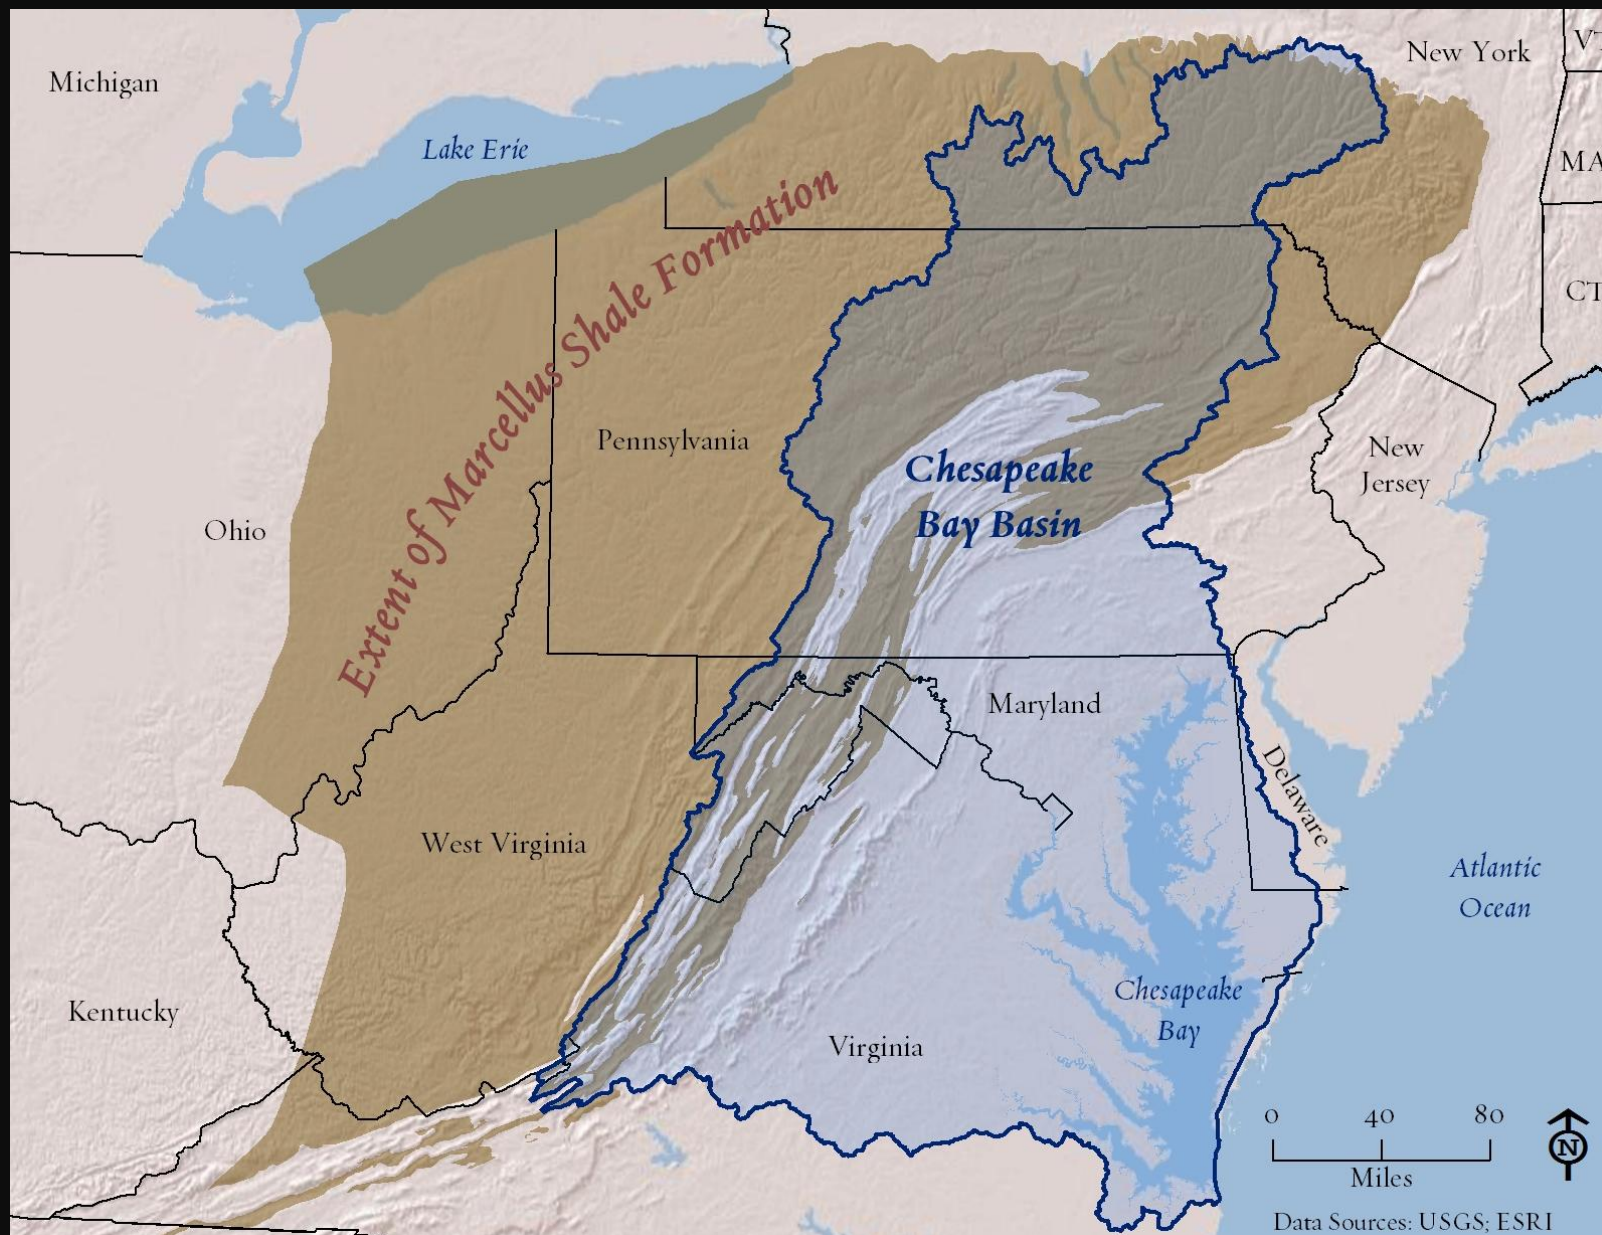 New York
VT
Michigan
Lake Erie
MA
Extent of Marcellus Shale Formation
CT
Pennsylvania
Chesapeake
Bay Basin
New
Jersey
Ohio
Maryland
Delaware
West Virginia
Atlantic
Ocean
Chesapeake
Bay
Kentucky
Virginia
0 40 80
Miles
N
Data Sources: USGS; ESRI